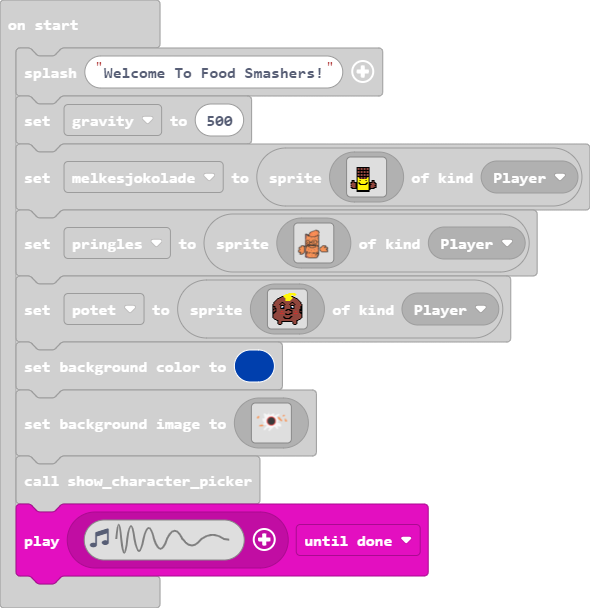 on start
splash "Welcome To Food Smashers!"
set gravity to 500
set melkesjokolade to sprite of kind Player
set pringles to sprite of kind Player
set potet to sprite of kind Player
set background color to
set background image to
call show_character_picker
play until done